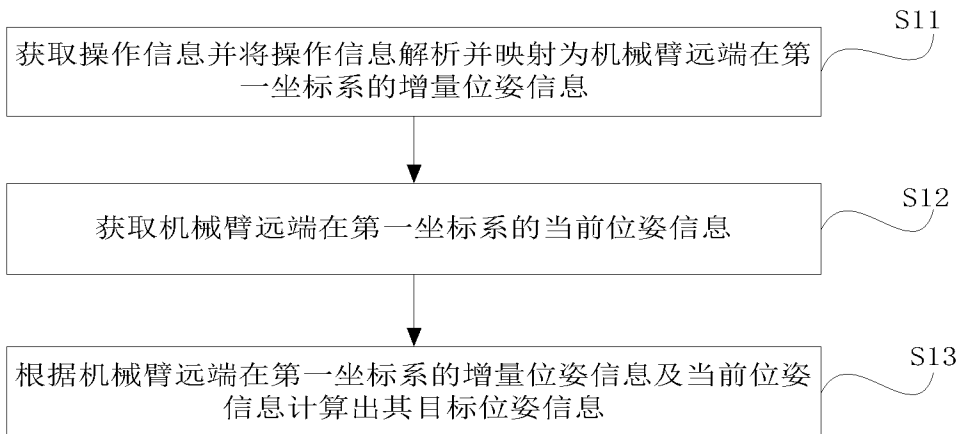 S11
获取操作信息并将操作信息解析并映射为机械臂远端在第
一坐标系的增量位姿信息
S12
获取机械臂远端在第一坐标系的当前位姿信息
S13
根据机械臂远端在第一坐标系的增量位姿信息及当前位姿
信息计算出其目标位姿信息